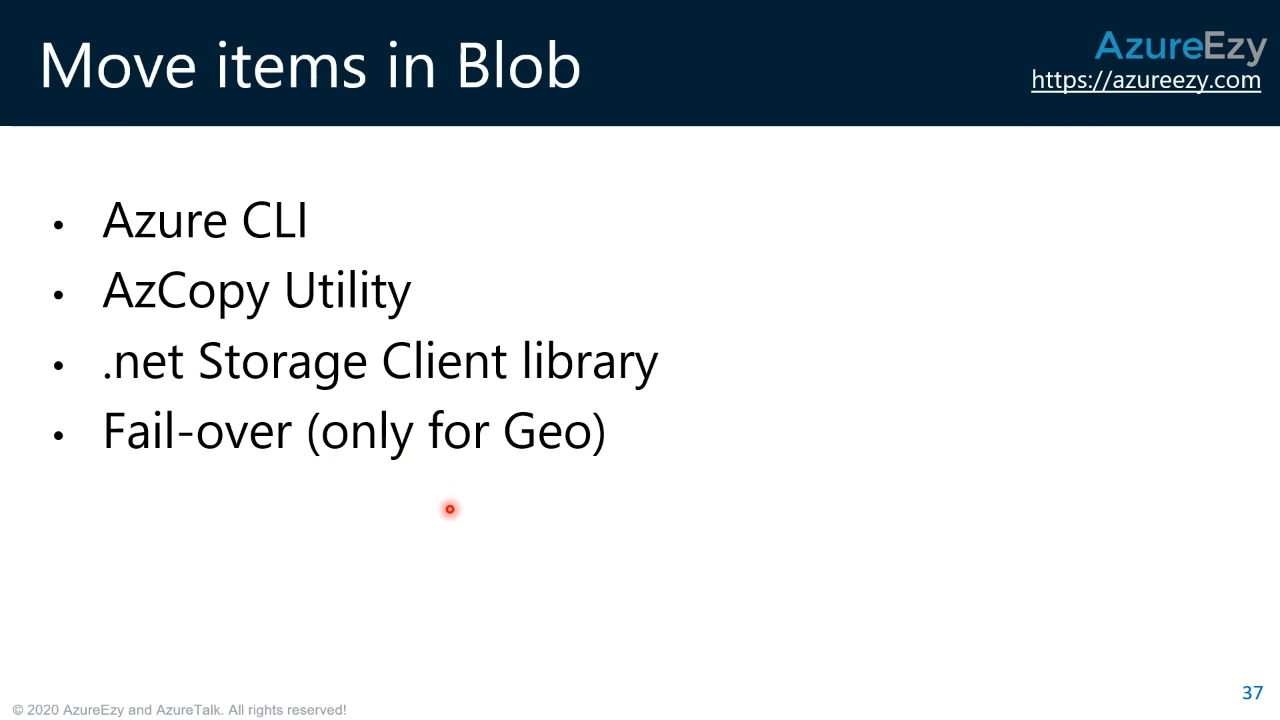 Move items in Blob
AzureEzy
https://azureezy.com
• Azure CLI
• AzCopy Utility
• .net Storage Client library
• Fail-over (only for Geo)
37
© 2020 AzureEzy and AzureTalk. All rights reserved!